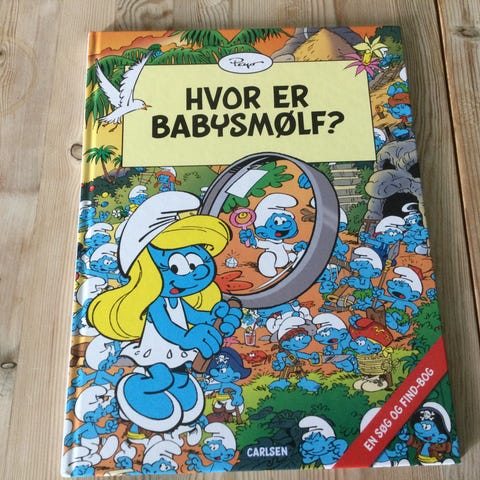 Peyo
HVOR ER
BABYSMØLF?
EN SØG OG FIND-BOG
CARLSEN